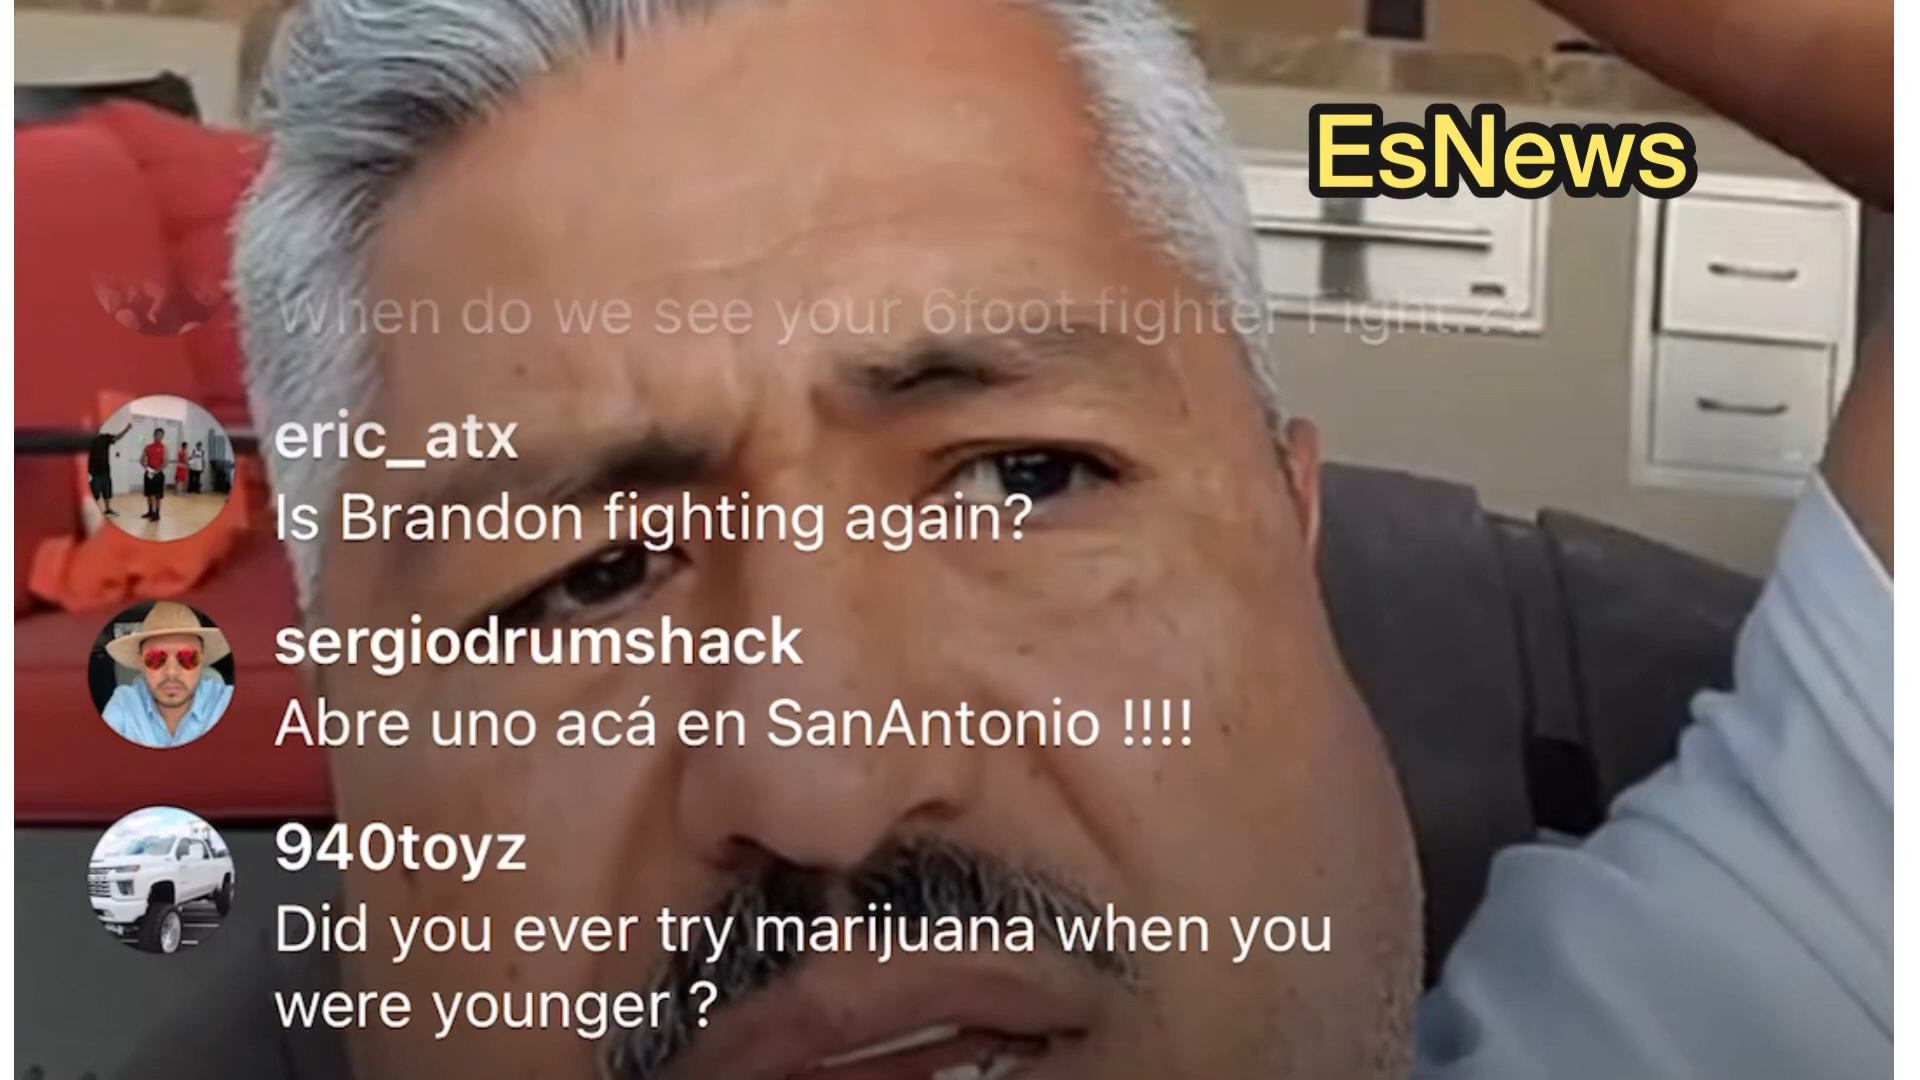 EsNews
When do we see your 6foot fighter Fight.??
eric_atx
Is Brandon fighting again?
sergiodrumshack
Abre uno acá en SanAntonio !!!!
940toyz
Did you ever try marijuana when you
were younger ?